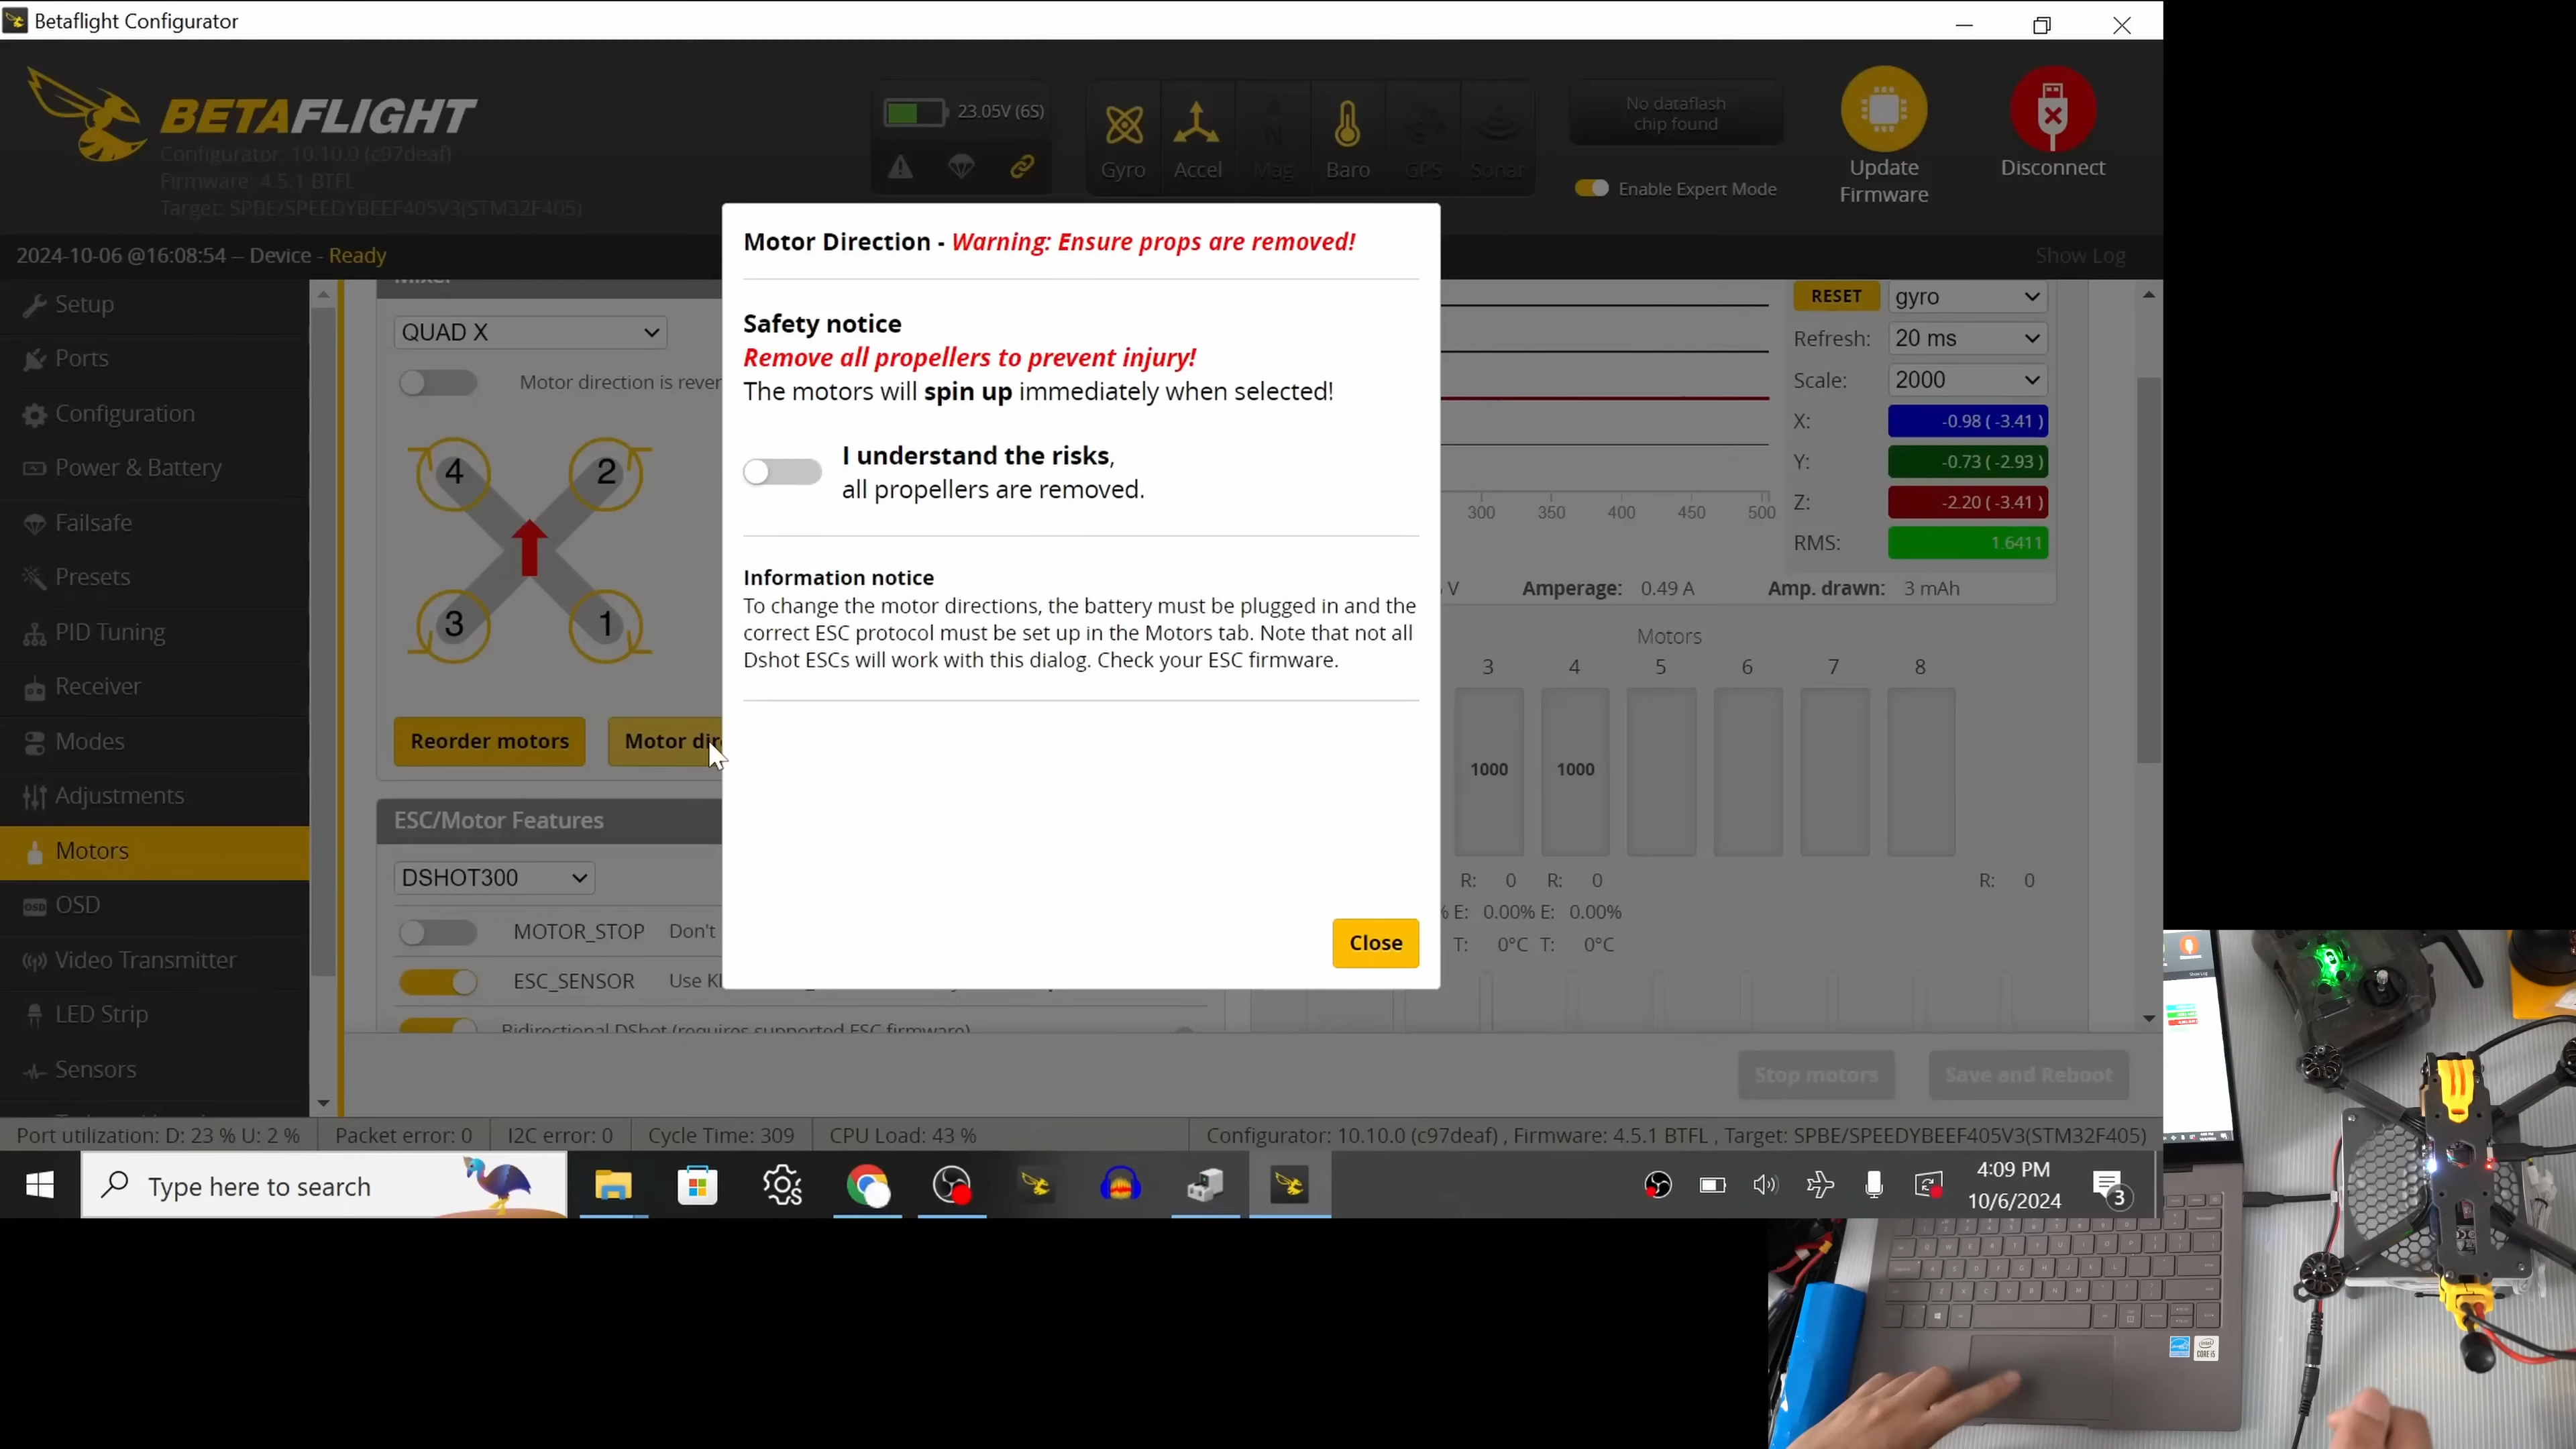 Betaflight Configurator
BETAFLIGHT
Configurator: 10.10.0 (c97deaf)
Firmware: 4.5.1 BTFL
Target: SPBE/SPEEDYBEEF405V3(STM32F405)
23.05V (6S)
Gyro
Accel
Mag
Baro
GPS
Sonar
No dataflash
chip found
Enable Expert Mode
Update
Firmware
Disconnect
2024-10-06 @16:08:54 -- Device - Ready
Show Log
Setup
Ports
Configuration
Power & Battery
Failsafe
Presets
PID Tuning
Receiver
Modes
Adjustments
Motors
OSD
Video Transmitter
LED Strip
Sensors
Mixer
QUAD X
Motor direction is rever
4
2
3
1
Reorder motors
Motor dire
ESC/Motor Features
DSHOT300
MOTOR_STOP Don't
ESC_SENSOR Use K
Bidirectional DShot (requires supported ESC firmware)
Motor Direction - Warning: Ensure props are removed!
Safety notice
Remove all propellers to prevent injury!
The motors will spin up immediately when selected!
I understand the risks,
all propellers are removed.
Information notice
To change the motor directions, the battery must be plugged in and the
correct ESC protocol must be set up in the Motors tab. Note that not all
Dshot ESCs will work with this dialog. Check your ESC firmware.
Close
RESET gyro
Refresh: 20 ms
Scale: 2000
X: -0.98 ( -3.41 )
Y: -0.73 ( -2.93 )
Z: -2.20 ( -3.41 )
RMS: 1.6411
300 350 400 450 500
V Amperage: 0.49 A Amp. drawn: 3 mAh
Motors
3 4 5 6 7 8
1000 1000
R: 0 R: 0 R: 0
% E: 0.00% E: 0.00%
T: 0°C T: 0°C
Stop motors
Save and Reboot
Port utilization: D: 23 % U: 2 %
Packet error: 0
I2C error: 0
Cycle Time: 309
CPU Load: 43 %
Configurator: 10.10.0 (c97deaf) , Firmware: 4.5.1 BTFL , Target: SPBE/SPEEDYBEEF405V3(STM32F405)
Type here to search
4:09 PM
10/6/2024
3
CORE i5